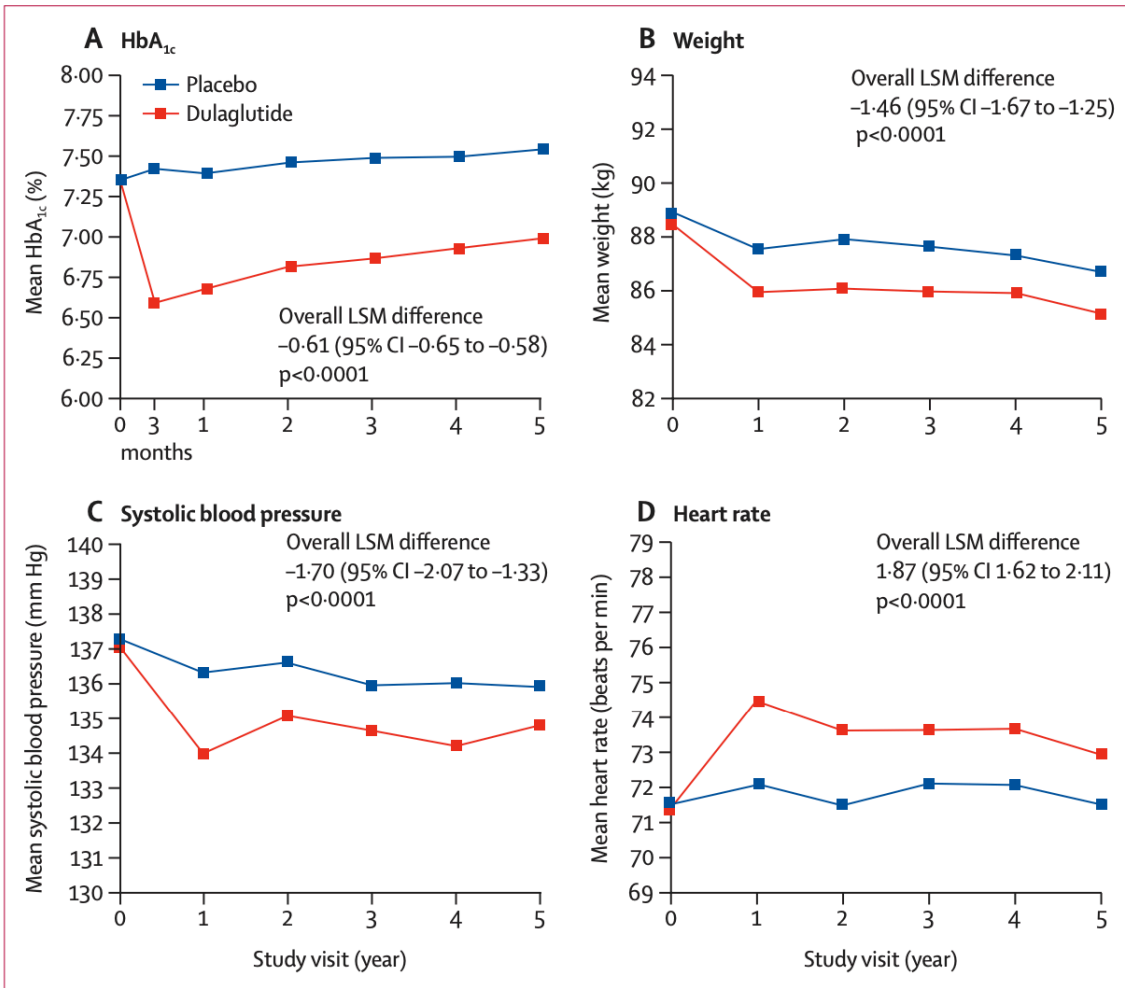 A HbA1c
8·00
7·75
7·50
7·25
7·00
6·75
6·50
6·25
6·00
Mean HbA1c (%)
Placebo
Dulaglutide
Overall LSM difference
–0·61 (95% CI –0·65 to –0·58)
p<0·0001
0 3 1 2 3 4 5
months
B Weight
94
92
90
88
86
84
82
Mean weight (kg)
Overall LSM difference
–1·46 (95% CI –1·67 to –1·25)
p<0·0001
0 1 2 3 4 5
C Systolic blood pressure
140
139
138
137
136
135
134
133
132
131
130
Mean systolic blood pressure (mm Hg)
Overall LSM difference
–1·70 (95% CI –2·07 to –1·33)
p<0·0001
0 1 2 3 4 5
Study visit (year)
D Heart rate
79
78
77
76
75
74
73
72
71
70
69
Mean heart rate (beats per min)
Overall LSM difference
1·87 (95% CI 1·62 to 2·11)
p<0·0001
0 1 2 3 4 5
Study visit (year)